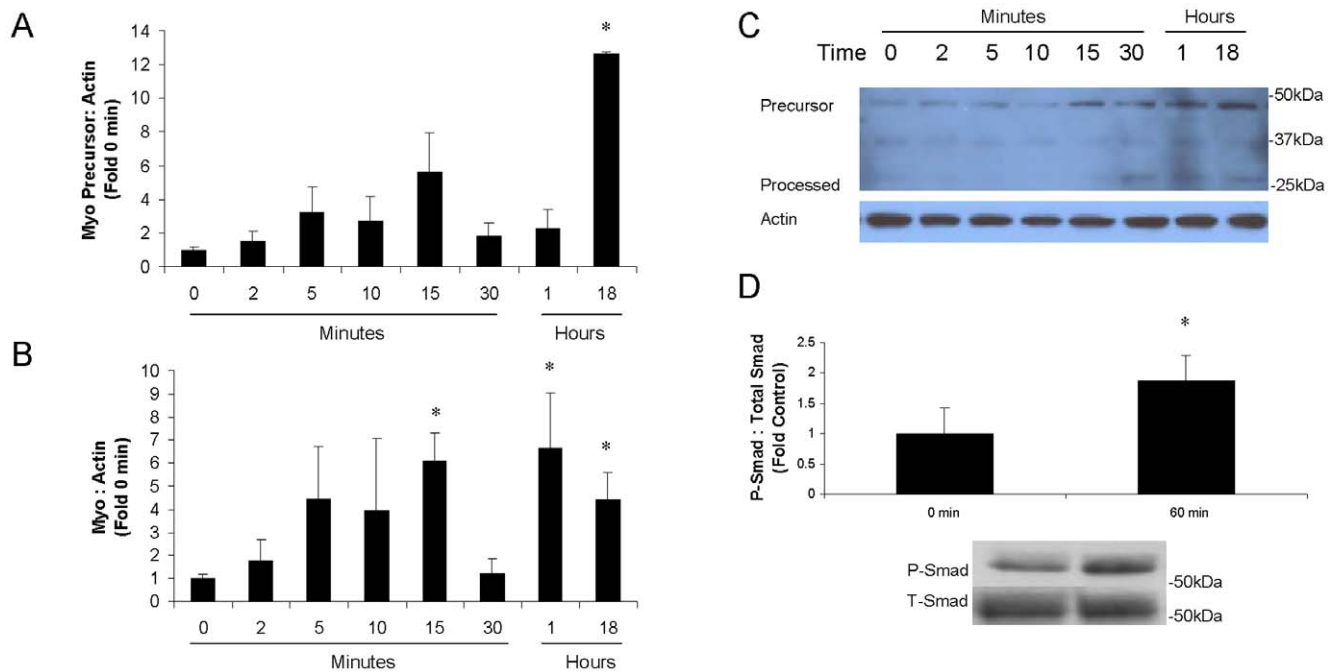 A
Myo Precursor: Actin
(Fold 0 min)
14
12
10
8
6
4
2
0
*
0 2 5 10 15 30 1 18
Minutes Hours
B
Myo : Actin
(Fold 0 min)
10
9
8
7
6
5
4
3
2
1
0
* * *
0 2 5 10 15 30 1 18
Minutes Hours
C
Minutes Hours
Time 0 2 5 10 15 30 1 18
Precursor -50kDa
-37kDa
Processed -25kDa
Actin
D
P-Smad : Total Smad
(Fold Control)
2.5
2
1.5
1
0.5
0
*
0 min 60 min
P-Smad -50kDa
T-Smad -50kDa